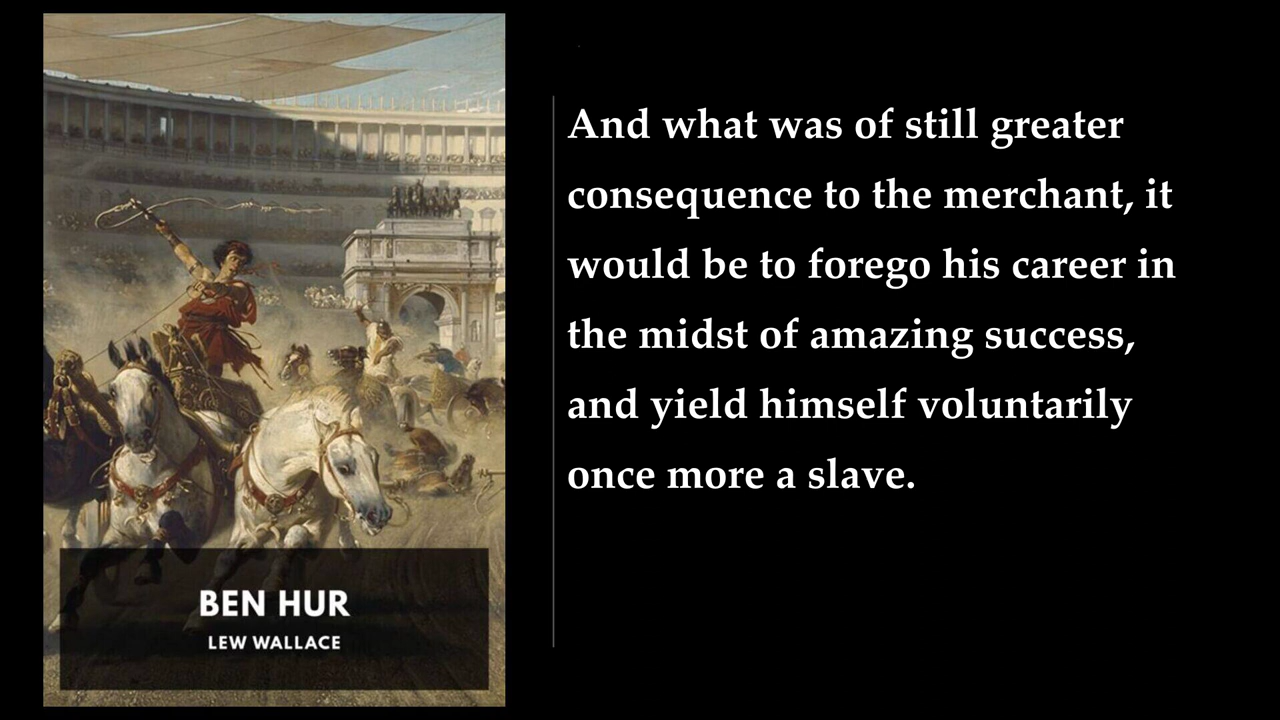 BEN HUR
LEW WALLACE
And what was of still greater
consequence to the merchant, it
would be to forego his career in
the midst of amazing success,
and yield himself voluntarily
once more a slave.